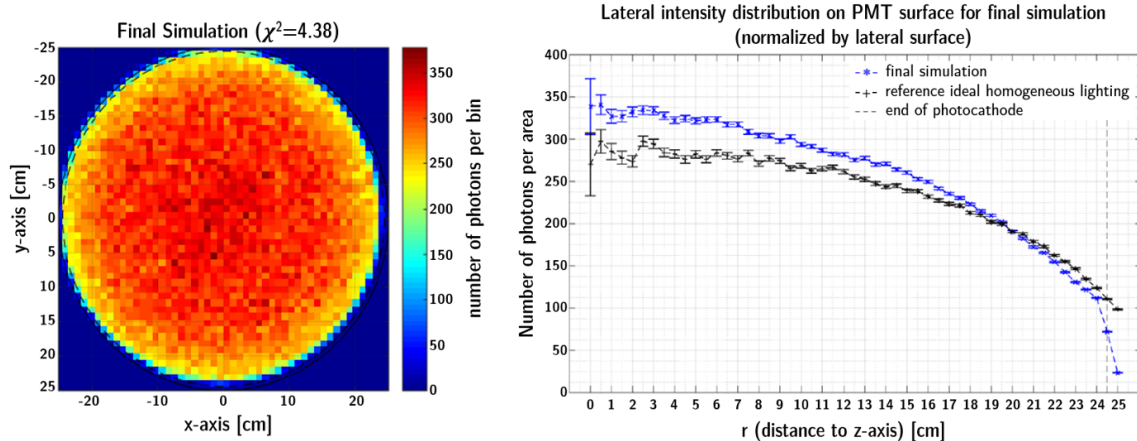 Final Simulation (χ²=4.38)
-25
-20
-15
-10
-5
0
5
10
15
20
25
y-axis [cm]
-20 -10 0 10 20
x-axis [cm]
350
300
250
200
150
100
50
0
number of photons per bin
Lateral intensity distribution on PMT surface for final simulation
(normalized by lateral surface)
final simulation
reference ideal homogeneous lighting
end of photocathode
400
350
300
250
200
150
100
50
0
Number of photons per area
0 1 2 3 4 5 6 7 8 9 10 11 12 13 14 15 16 17 18 19 20 21 22 23 24 25
r (distance to z-axis) [cm]